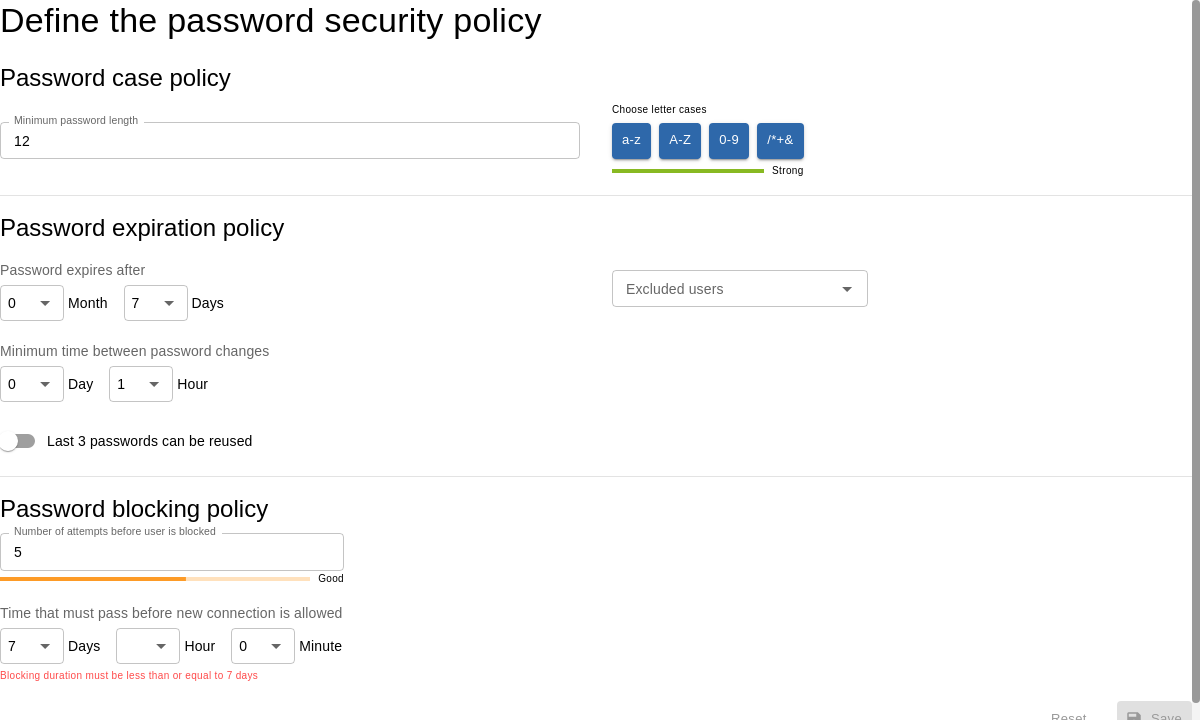 Define the password security policy
Password case policy
Minimum password length
12
Choose letter cases
a-z A-Z 0-9 /*+&
Strong
Password expiration policy
Password expires after
0 Month 7 Days
Excluded users
Minimum time between password changes
0 Day 1 Hour
Last 3 passwords can be reused
Password blocking policy
Number of attempts before user is blocked
5
Good
Time that must pass before new connection is allowed
7 Days Hour 0 Minute
Blocking duration must be less than or equal to 7 days
Reset Save